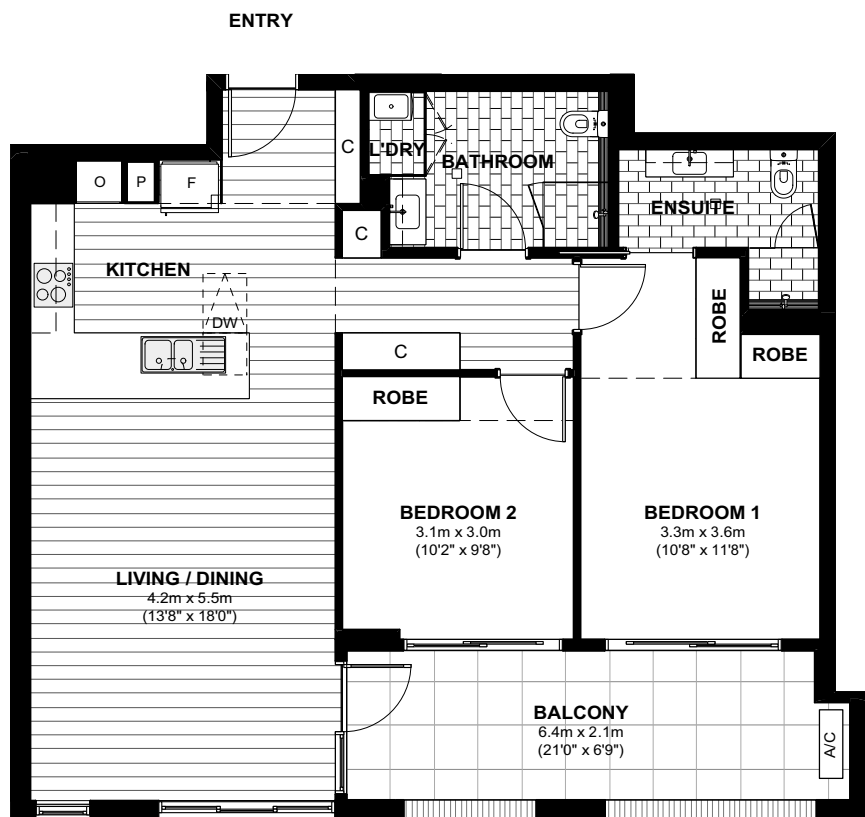 ENTRY
C
L'DRY
BATHROOM
O
P
F
ENSUITE
C
KITCHEN
DW
ROBE
C
ROBE
ROBE
BEDROOM 2
3.1m x 3.0m
(10'2" x 9'8")
BEDROOM 1
3.3m x 3.6m
(10'8" x 11'8")
LIVING / DINING
4.2m x 5.5m
(13'8" x 18'0")
BALCONY
6.4m x 2.1m
(21'0" x 6'9")
A/C